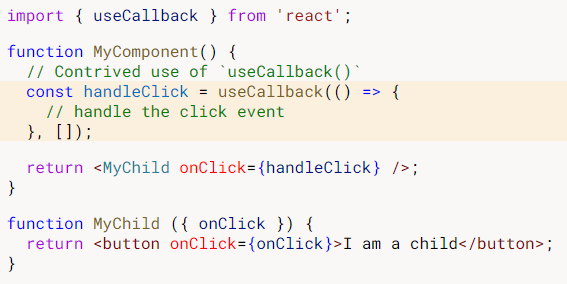 import { useCallback } from 'react';
function MyComponent() {
  // Contrived use of `useCallback()`
  const handleClick = useCallback(() => {
    // handle the click event
  }, []);
  return <MyChild onClick={handleClick} />;
}
function MyChild ({ onClick }) {
  return <button onClick={onClick}>I am a child</button>;
}